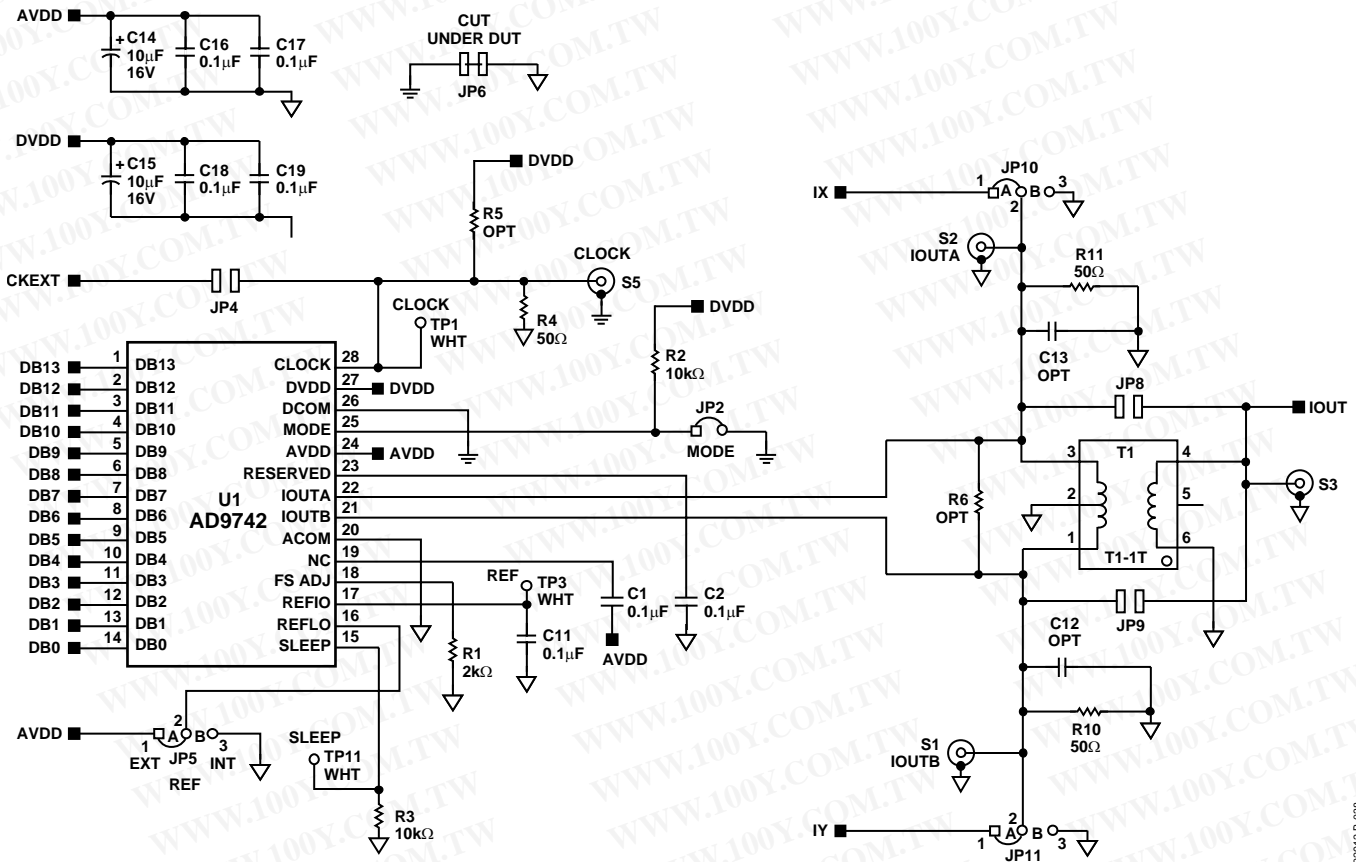 AVDD
C14
10µF
16V
C16
0.1µF
C17
0.1µF
CUT
UNDER DUT
JP6
DVDD
C15
10µF
16V
C18
0.1µF
C19
0.1µF
DVDD
R5
OPT
CKEXT
JP4
CLOCK
S5
CLOCK
TP1
WHT
R4
50Ω
DVDD
R2
10kΩ
JP2
MODE
DB13 1 DB13
DB12 2 DB12
DB11 3 DB11
DB10 4 DB10
DB9 5 DB9
DB8 6 DB8
DB7 7 DB7
DB6 8 DB6
DB5 9 DB5
DB4 10 DB4
DB3 11 DB3
DB2 12 DB2
DB1 13 DB1
DB0 14 DB0
U1
AD9742
CLOCK 28
DVDD 27 DVDD
DCOM 26
MODE 25
AVDD 24 AVDD
RESERVED 23
IOUTA 22
IOUTB 21
ACOM 20
NC 19
FS ADJ 18
REFIO 17
REFLO 16
SLEEP 15
REF
TP3
WHT
C11
0.1µF
R1
2kΩ
C1
0.1µF
AVDD
C2
0.1µF
AVDD
1 2 3
A B
EXT JP5 INT
REF
SLEEP
TP11
WHT
R3
10kΩ
JP10
IX 1 A B 3
2
S2
IOUTA
R11
50Ω
C13
OPT
JP8
IOUT
R6
OPT
T1
3 4
2 5
1 6
T1-1T
S3
JP9
C12
OPT
R10
50Ω
S1
IOUTB
IY 1 A B 3
2
JP11
WWW.100Y.COM.TW